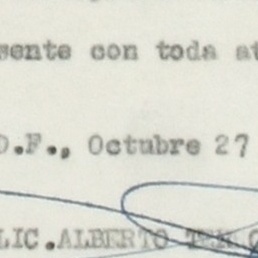 sente con toda at
D.F., Octubre 27
LIC. ALBERTO